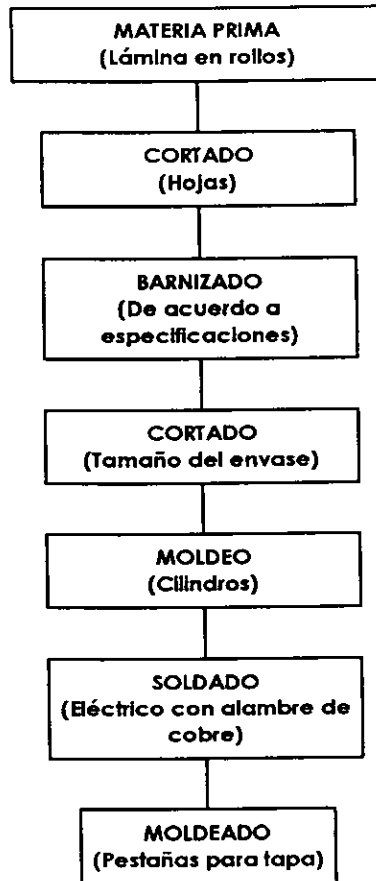 MATERIA PRIMA
(Lámina en rollos)
CORTADO
(Hojas)
BARNIZADO
(De acuerdo a
especificaciones)
CORTADO
(Tamaño del envase)
MOLDEO
(Cilindros)
SOLDADO
(Eléctrico con alambre de
cobre)
MOLDEADO
(Pestañas para tapa)